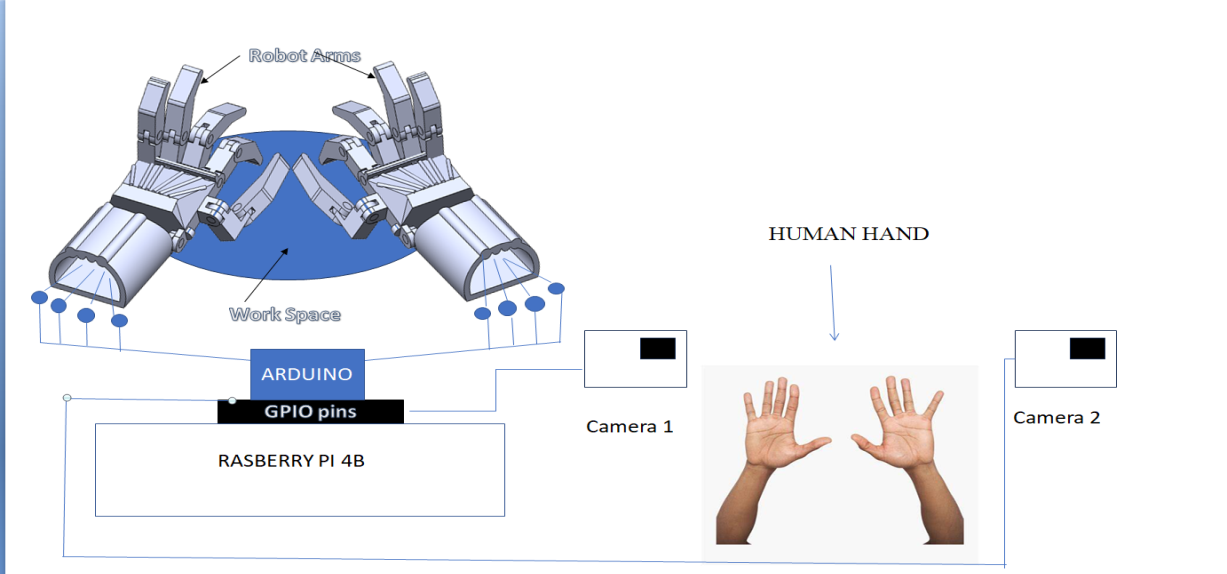 Robot Arms
HUMAN HAND
Work Space
ARDUINO
GPIO pins
Camera 1
Camera 2
RASBERRY PI 4B